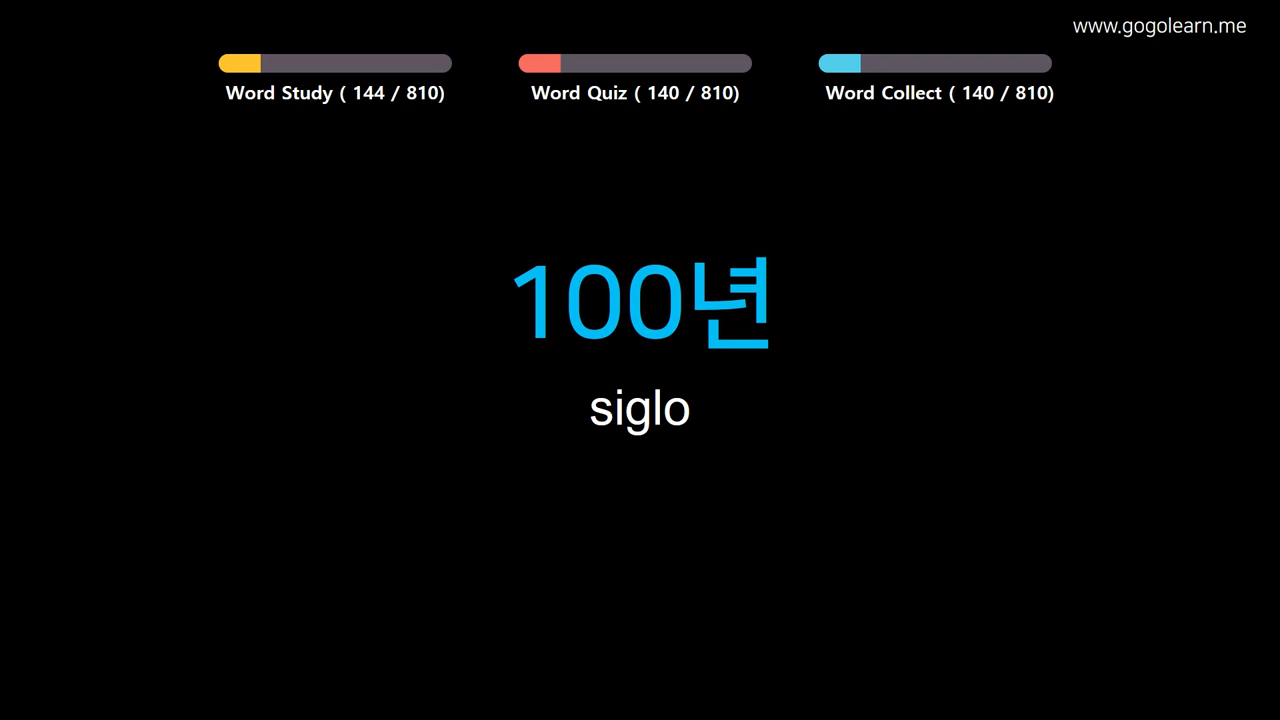 www.gogolearn.me
Word Study ( 144 / 810)
Word Quiz ( 140 / 810)
Word Collect ( 140 / 810)
100년
siglo